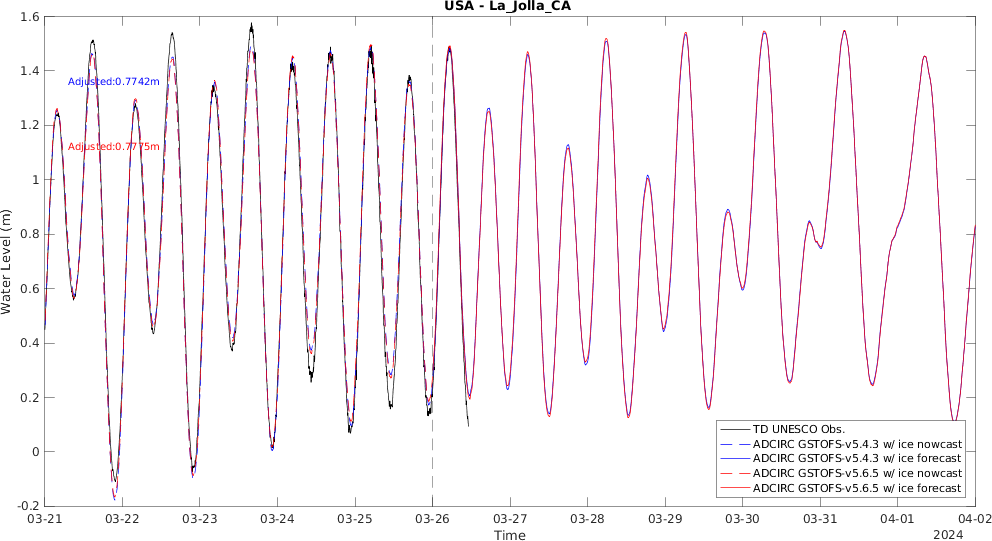 USA - La_Jolla_CA
1.6
1.4
1.2
1
0.8
0.6
0.4
0.2
0
-0.2
Water Level (m)
Adjusted:0.7742m
Adjusted:0.7775m
TD UNESCO Obs.
ADCIRC GSTOFS-v5.4.3 w/ ice nowcast
ADCIRC GSTOFS-v5.4.3 w/ ice forecast
ADCIRC GSTOFS-v5.6.5 w/ ice nowcast
ADCIRC GSTOFS-v5.6.5 w/ ice forecast
03-21 03-22 03-23 03-24 03-25 03-26 03-27 03-28 03-29 03-30 03-31 04-01 04-02
Time
2024